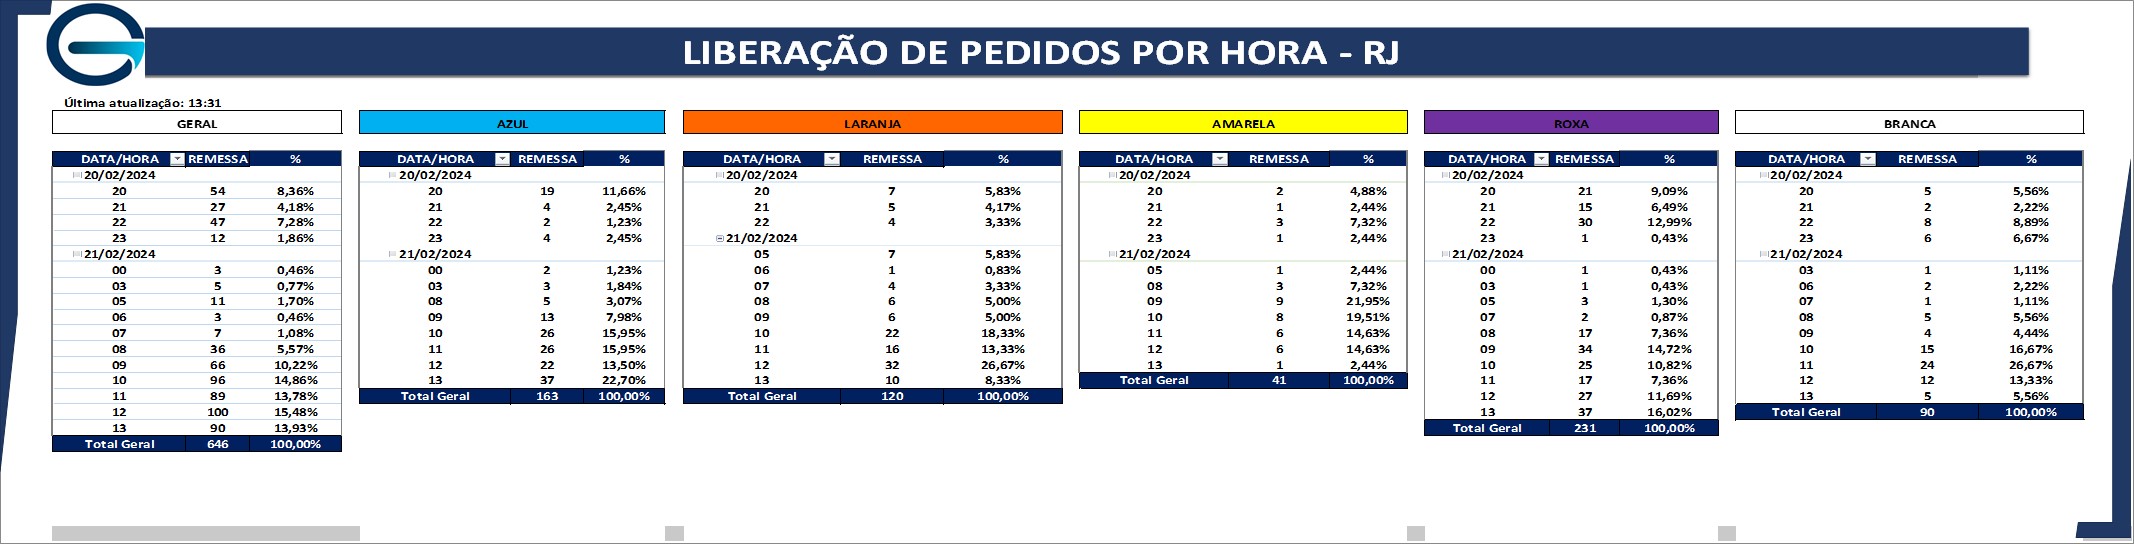 LIBERAÇÃO DE PEDIDOS POR HORA - RJ
Última atualização: 13:31
GERAL
DATA/HORA REMESSA %
20/02/2024
20 54 8,36%
21 27 4,18%
22 47 7,28%
23 12 1,86%
21/02/2024
00 3 0,46%
03 5 0,77%
05 11 1,70%
06 3 0,46%
07 7 1,08%
08 36 5,57%
09 66 10,22%
10 96 14,86%
11 89 13,78%
12 100 15,48%
13 90 13,93%
Total Geral 646 100,00%
AZUL
DATA/HORA REMESSA %
20/02/2024
20 19 11,66%
21 4 2,45%
22 2 1,23%
23 4 2,45%
21/02/2024
00 2 1,23%
03 3 1,84%
08 5 3,07%
09 13 7,98%
10 26 15,95%
11 26 15,95%
12 22 13,50%
13 37 22,70%
Total Geral 163 100,00%
LARANJA
DATA/HORA REMESSA %
20/02/2024
20 7 5,83%
21 5 4,17%
22 4 3,33%
21/02/2024
05 7 5,83%
06 1 0,83%
07 4 3,33%
08 6 5,00%
09 6 5,00%
10 22 18,33%
11 16 13,33%
12 32 26,67%
13 10 8,33%
Total Geral 120 100,00%
AMARELA
DATA/HORA REMESSA %
20/02/2024
20 2 4,88%
21 1 2,44%
22 3 7,32%
23 1 2,44%
21/02/2024
05 1 2,44%
08 3 7,32%
09 9 21,95%
10 8 19,51%
11 6 14,63%
12 6 14,63%
13 1 2,44%
Total Geral 41 100,00%
ROXA
DATA/HORA REMESSA %
20/02/2024
20 21 9,09%
21 15 6,49%
22 30 12,99%
23 1 0,43%
21/02/2024
00 1 0,43%
03 1 0,43%
05 3 1,30%
07 2 0,87%
08 17 7,36%
09 34 14,72%
10 25 10,82%
11 17 7,36%
12 27 11,69%
13 37 16,02%
Total Geral 231 100,00%
BRANCA
DATA/HORA REMESSA %
20/02/2024
20 5 5,56%
21 2 2,22%
22 8 8,89%
23 6 6,67%
21/02/2024
03 1 1,11%
06 2 2,22%
07 1 1,11%
08 5 5,56%
09 4 4,44%
10 15 16,67%
11 24 26,67%
12 12 13,33%
13 5 5,56%
Total Geral 90 100,00%